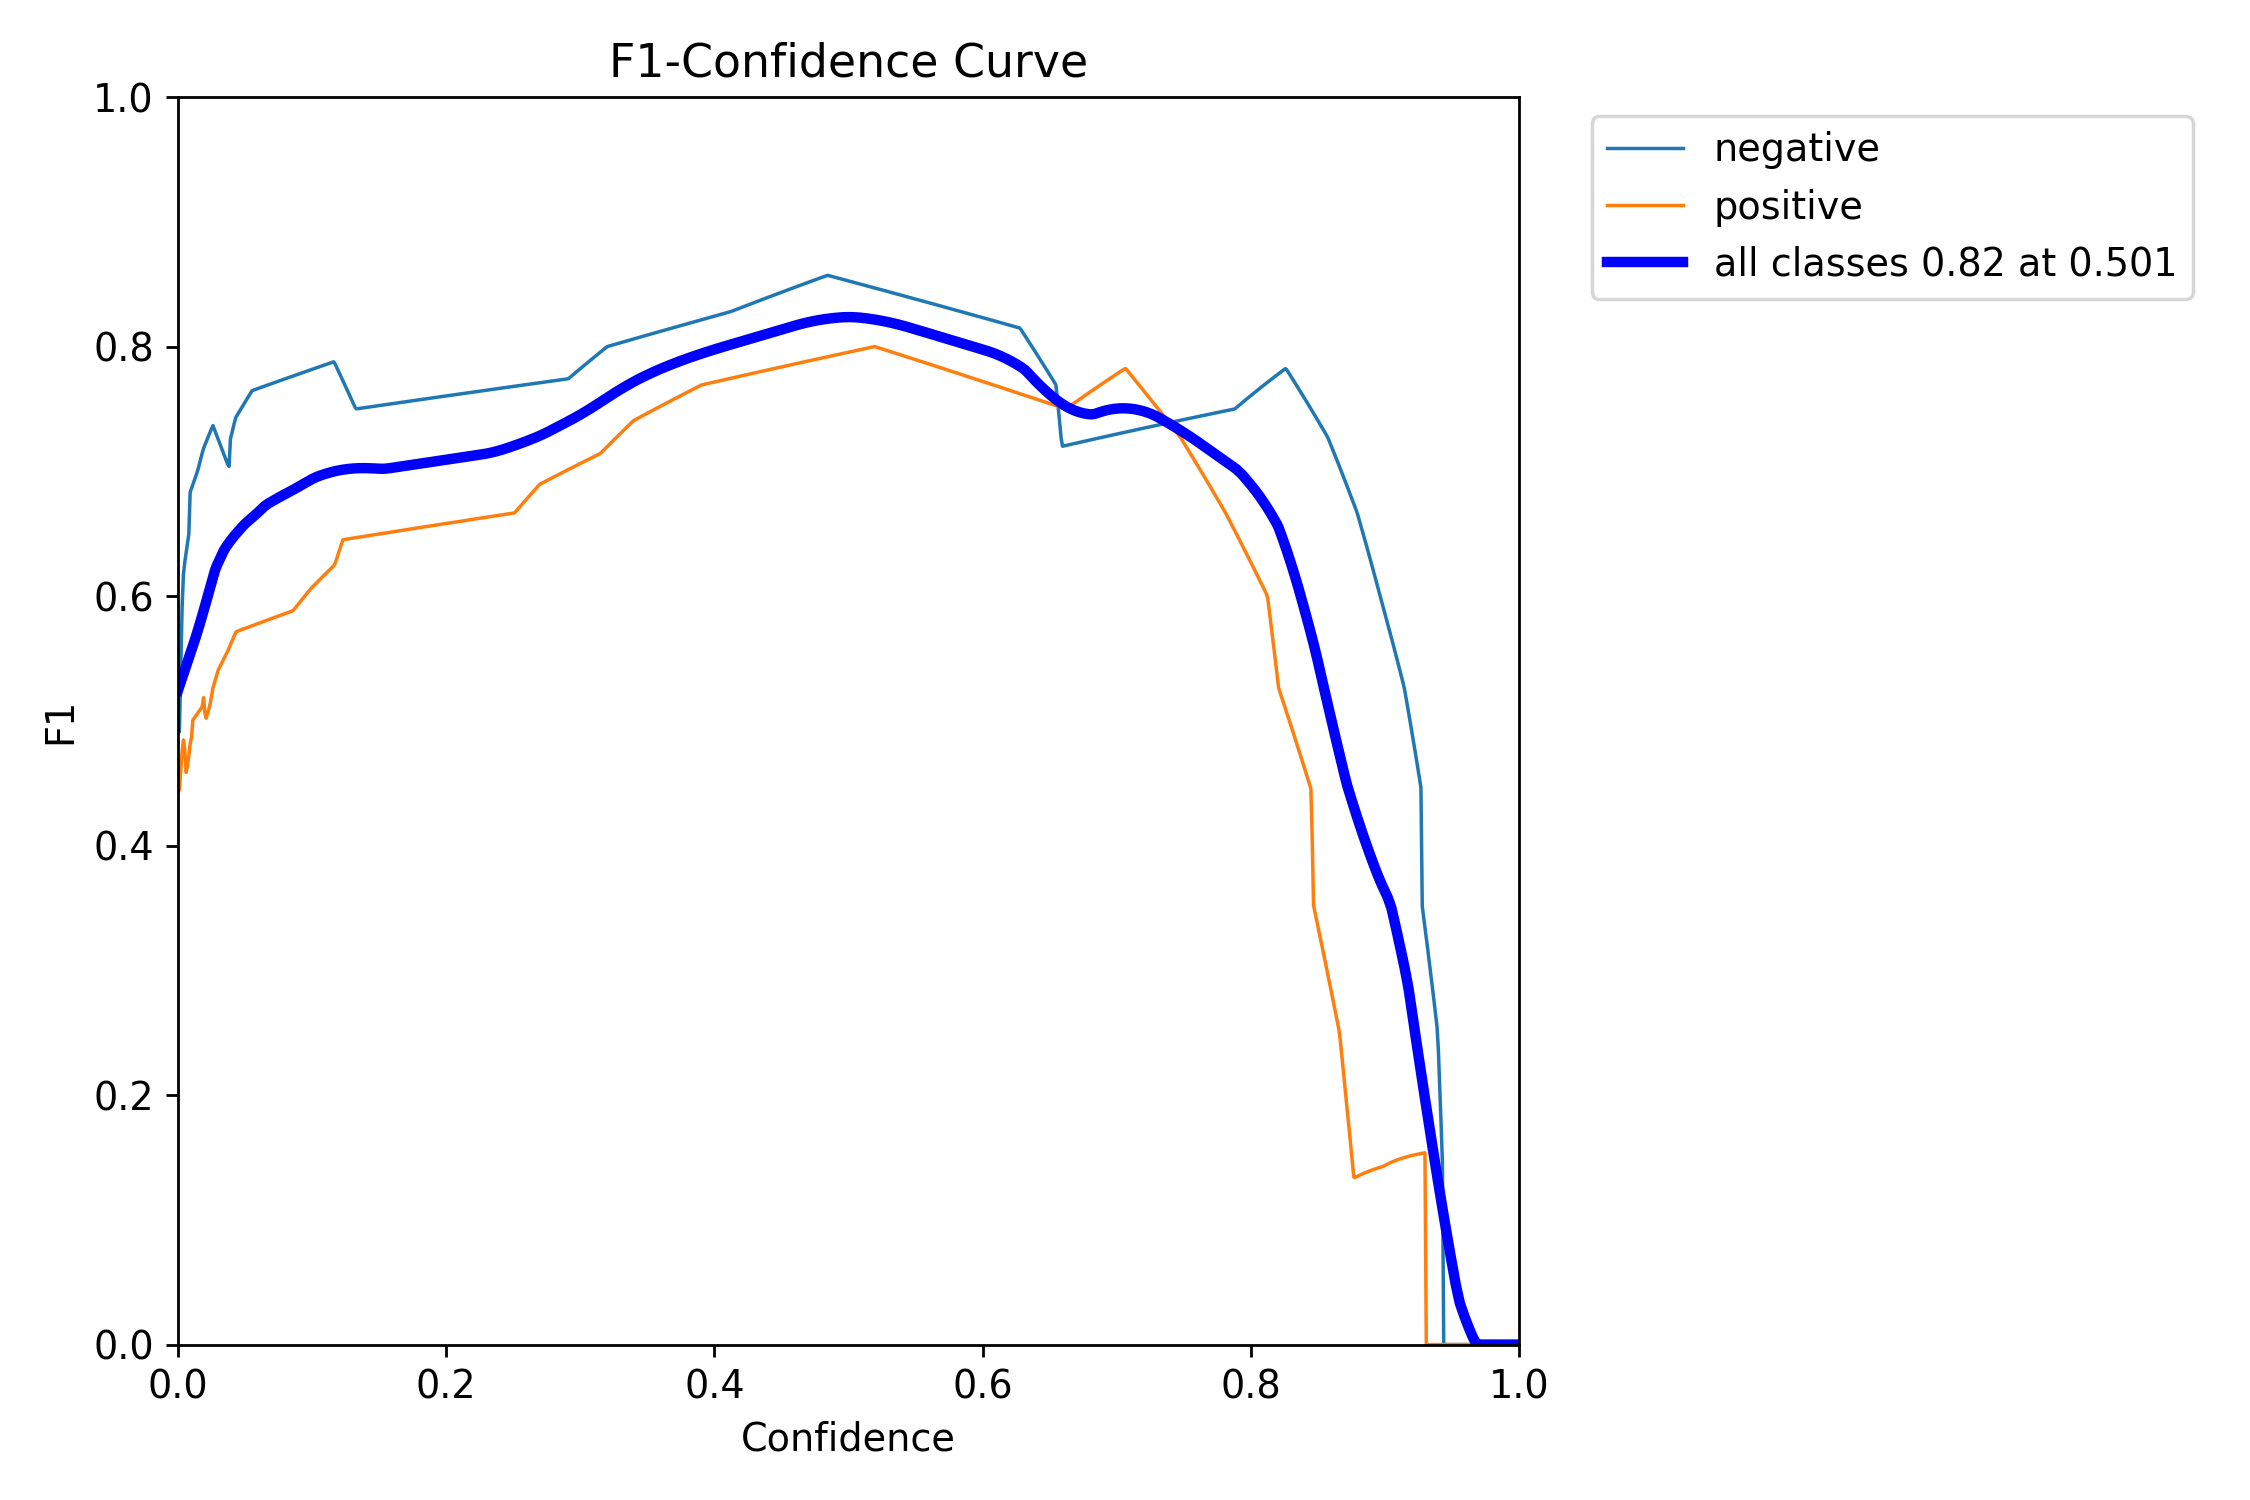 F1-Confidence Curve
negative
positive
all classes 0.82 at 0.501
1.0
0.8
0.6
0.4
0.2
0.0
F1
0.0 0.2 0.4 0.6 0.8 1.0
Confidence